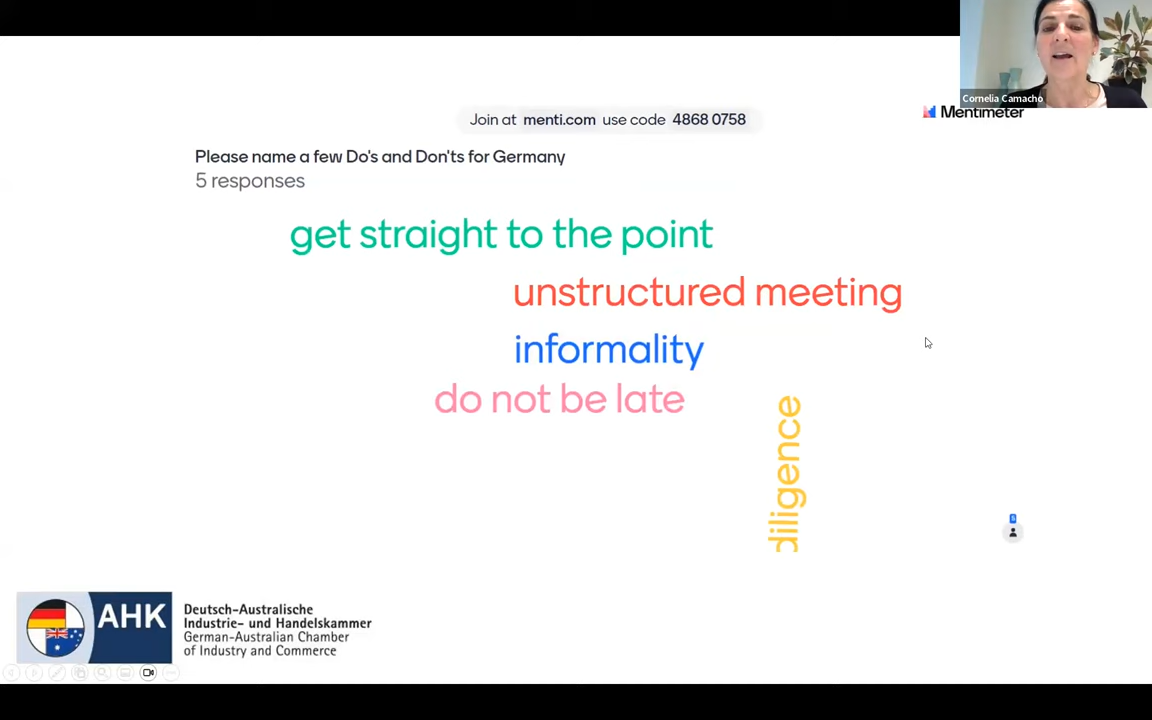 Cornelia Camacho
Join at menti.com use code 4868 0758
Mentimeter
Please name a few Do's and Don'ts for Germany
5 responses
get straight to the point
unstructured meeting
informality
do not be late
diligence
AHK
Deutsch-Australische
Industrie- und Handelskammer
German-Australian Chamber
of Industry and Commerce